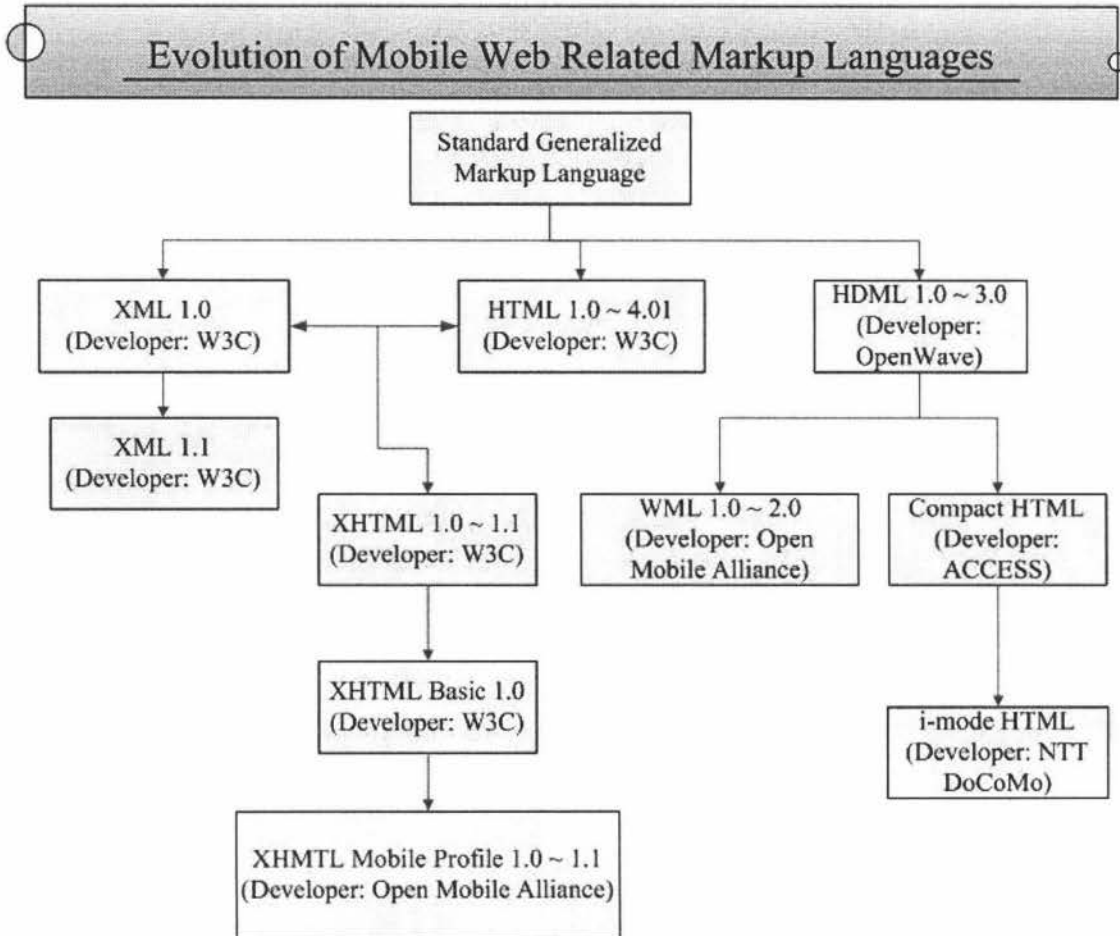 Evolution of Mobile Web Related Markup Languages
Standard Generalized
Markup Language
XML 1.0
(Developer: W3C)
HTML 1.0 ~ 4.01
(Developer: W3C)
HDML 1.0 ~ 3.0
(Developer:
OpenWave)
XML 1.1
(Developer: W3C)
XHTML 1.0 ~ 1.1
(Developer: W3C)
WML 1.0 ~ 2.0
(Developer: Open
Mobile Alliance)
Compact HTML
(Developer:
ACCESS)
XHTML Basic 1.0
(Developer: W3C)
i-mode HTML
(Developer: NTT
DoCoMo)
XHMTL Mobile Profile 1.0 ~ 1.1
(Developer: Open Mobile Alliance)